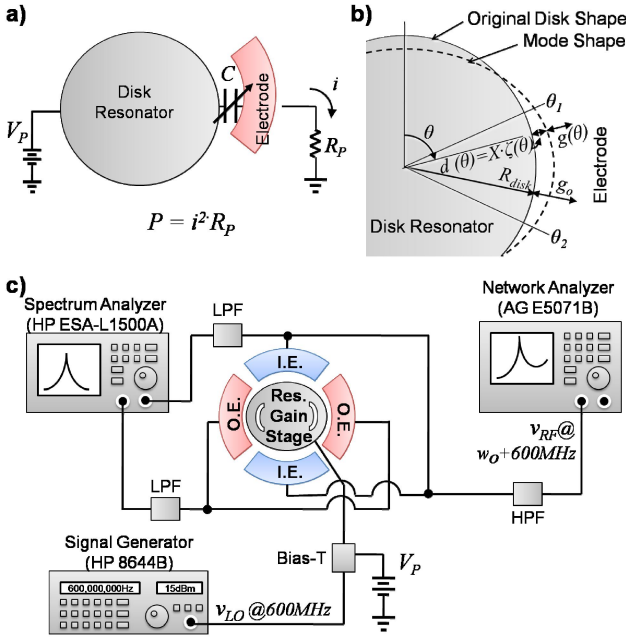 a)
Disk
Resonator
C
Electrode
i
V_P
R_P
P = i²·R_P
b)
Original Disk Shape
Mode Shape
θ_1
θ
g(θ)
d (θ)=X·ζ(θ)
R_disk
g_o
Electrode
Disk Resonator
θ_2
c)
Spectrum Analyzer
(HP ESA-L1500A)
LPF
Network Analyzer
(AG E5071B)
I.E.
O.E.
Res.
Gain
Stage
O.E.
I.E.
v_RF@
w_o+600MHz
LPF
HPF
Signal Generator
(HP 8644B)
Bias-T
V_P
600,000,000Hz
15dBm
v_LO @600MHz